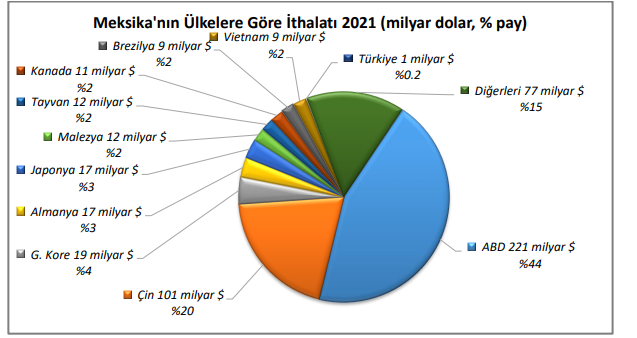 Meksika'nın Ülkelere Göre İthalatı 2021 (milyar dolar, % pay)
Vietnam 9 milyar $
%2
Brezilya 9 milyar $
%2
Türkiye 1 milyar $
%0.2
Kanada 11 milyar $
%2
Diğerleri 77 milyar $
%15
Tayvan 12 milyar $
%2
Malezya 12 milyar $
%2
Japonya 17 milyar $
%3
Almanya 17 milyar $
%3
ABD 221 milyar $
%44
G. Kore 19 milyar $
%4
Çin 101 milyar $
%20